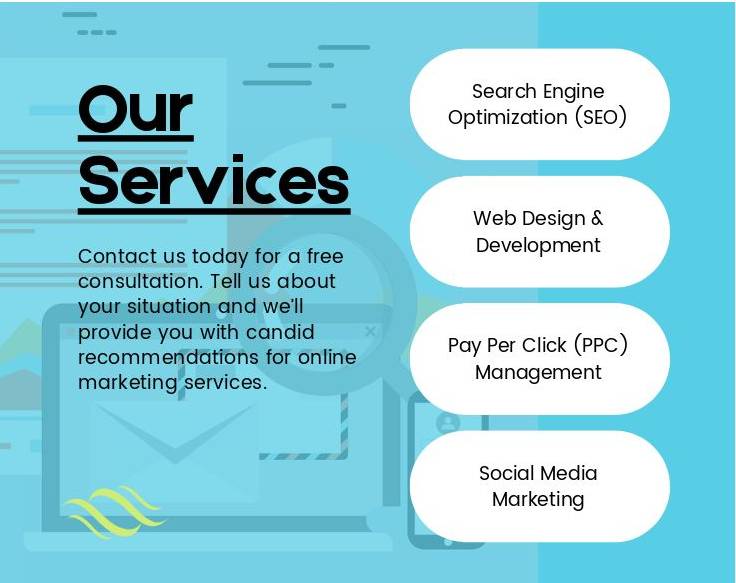 Our
Services
Contact us today for a free
consultation. Tell us about
your situation and we'll
provide you with candid
recommendations for online
marketing services.
Search Engine
Optimization (SEO)
Web Design &
Development
Pay Per Click (PPC)
Management
Social Media
Marketing